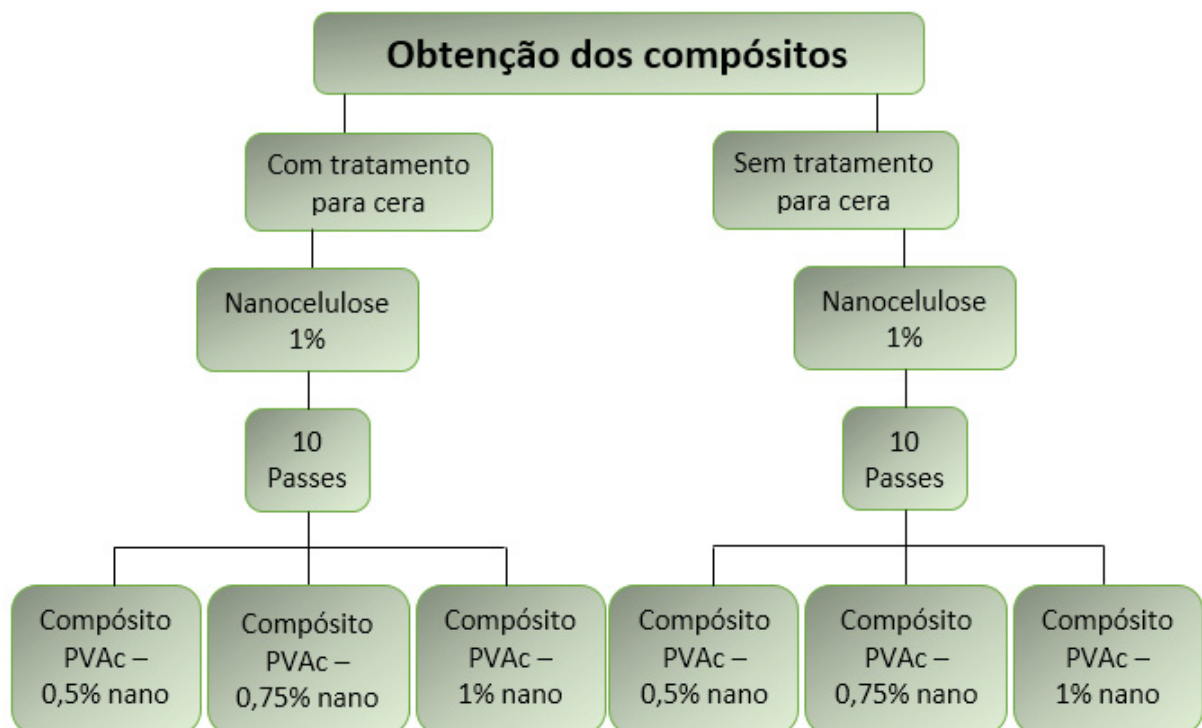 Obtenção dos compósitos
Com tratamento
para cera
Sem tratamento
para cera
Nanocelulose
1%
Nanocelulose
1%
10
Passes
10
Passes
Compósito
PVAc –
0,5% nano
Compósito
PVAc –
0,75% nano
Compósito
PVAc –
1% nano
Compósito
PVAc –
0,5% nano
Compósito
PVAc –
0,75% nano
Compósito
PVAc –
1% nano